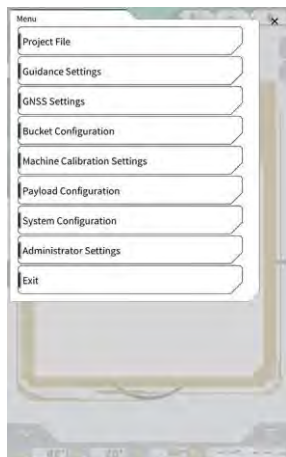 Menu
Project File
Guidance Settings
GNSS Settings
Bucket Configuration
Machine Calibration Settings
Payload Configuration
System Configuration
Administrator Settings
Exit